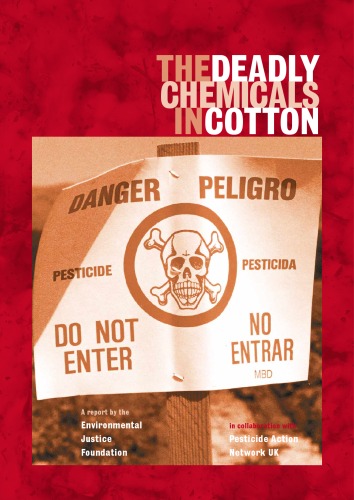 THE DEADLY
CHEMICALS
IN COTTON
DANGER PELIGRO
PESTICIDE PESTICIDA
DO NOT
ENTER
NO
ENTRAR
MBD
A report by the
Environmental
Justice
Foundation
in collaboration with
Pesticide Action
Network UK